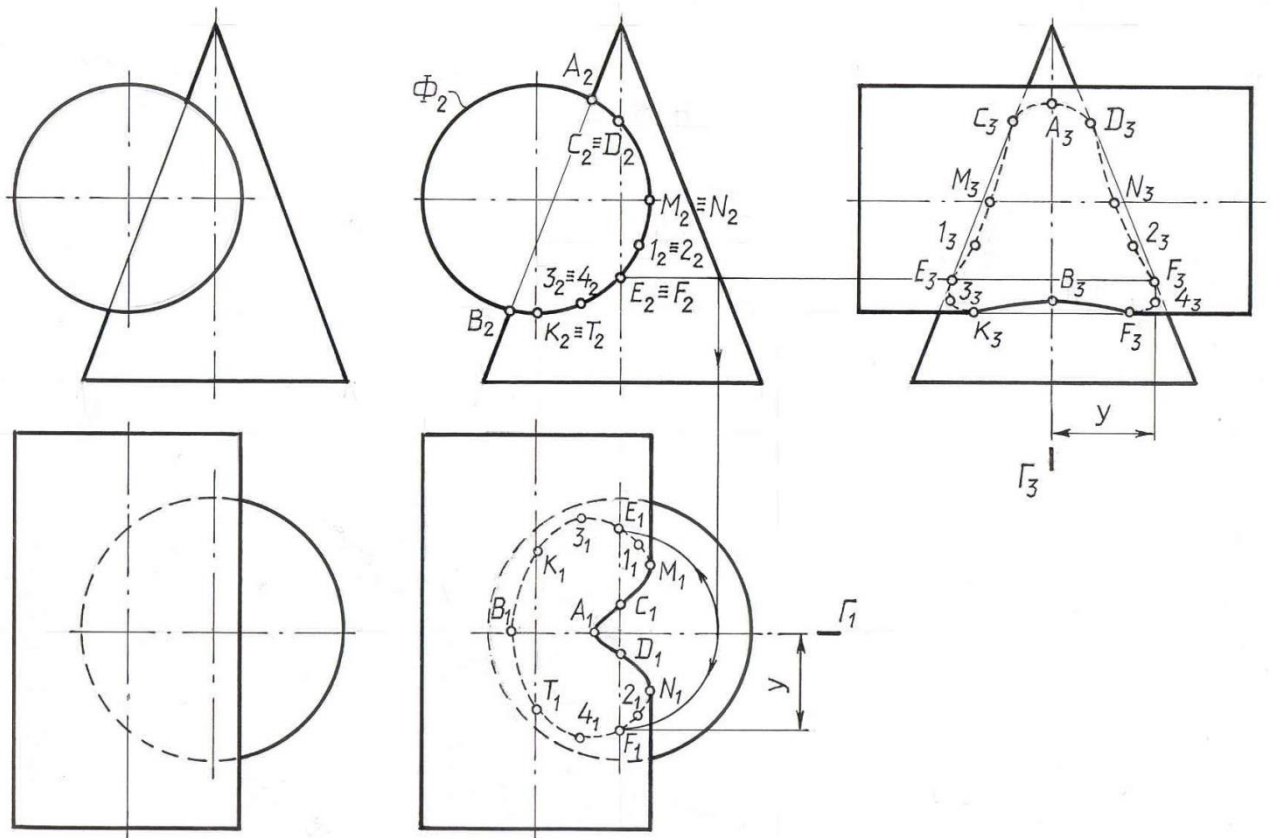 Φ₂
A₂
C₂≡D₂
M₂≡N₂
1₂≡2₂
3₂≡4₂
E₂≡F₂
B₂
K₂≡T₂
C₃
A₃
D₃
M₃
N₃
1₃
2₃
E₃
B₃
F₃
3₃
4₃
K₃
F₃
y
Г₃
3₁
E₁
1₁
K₁
M₁
B₁
A₁
C₁
Г₁
D₁
T₁
2₁
N₁
4₁
F₁
y